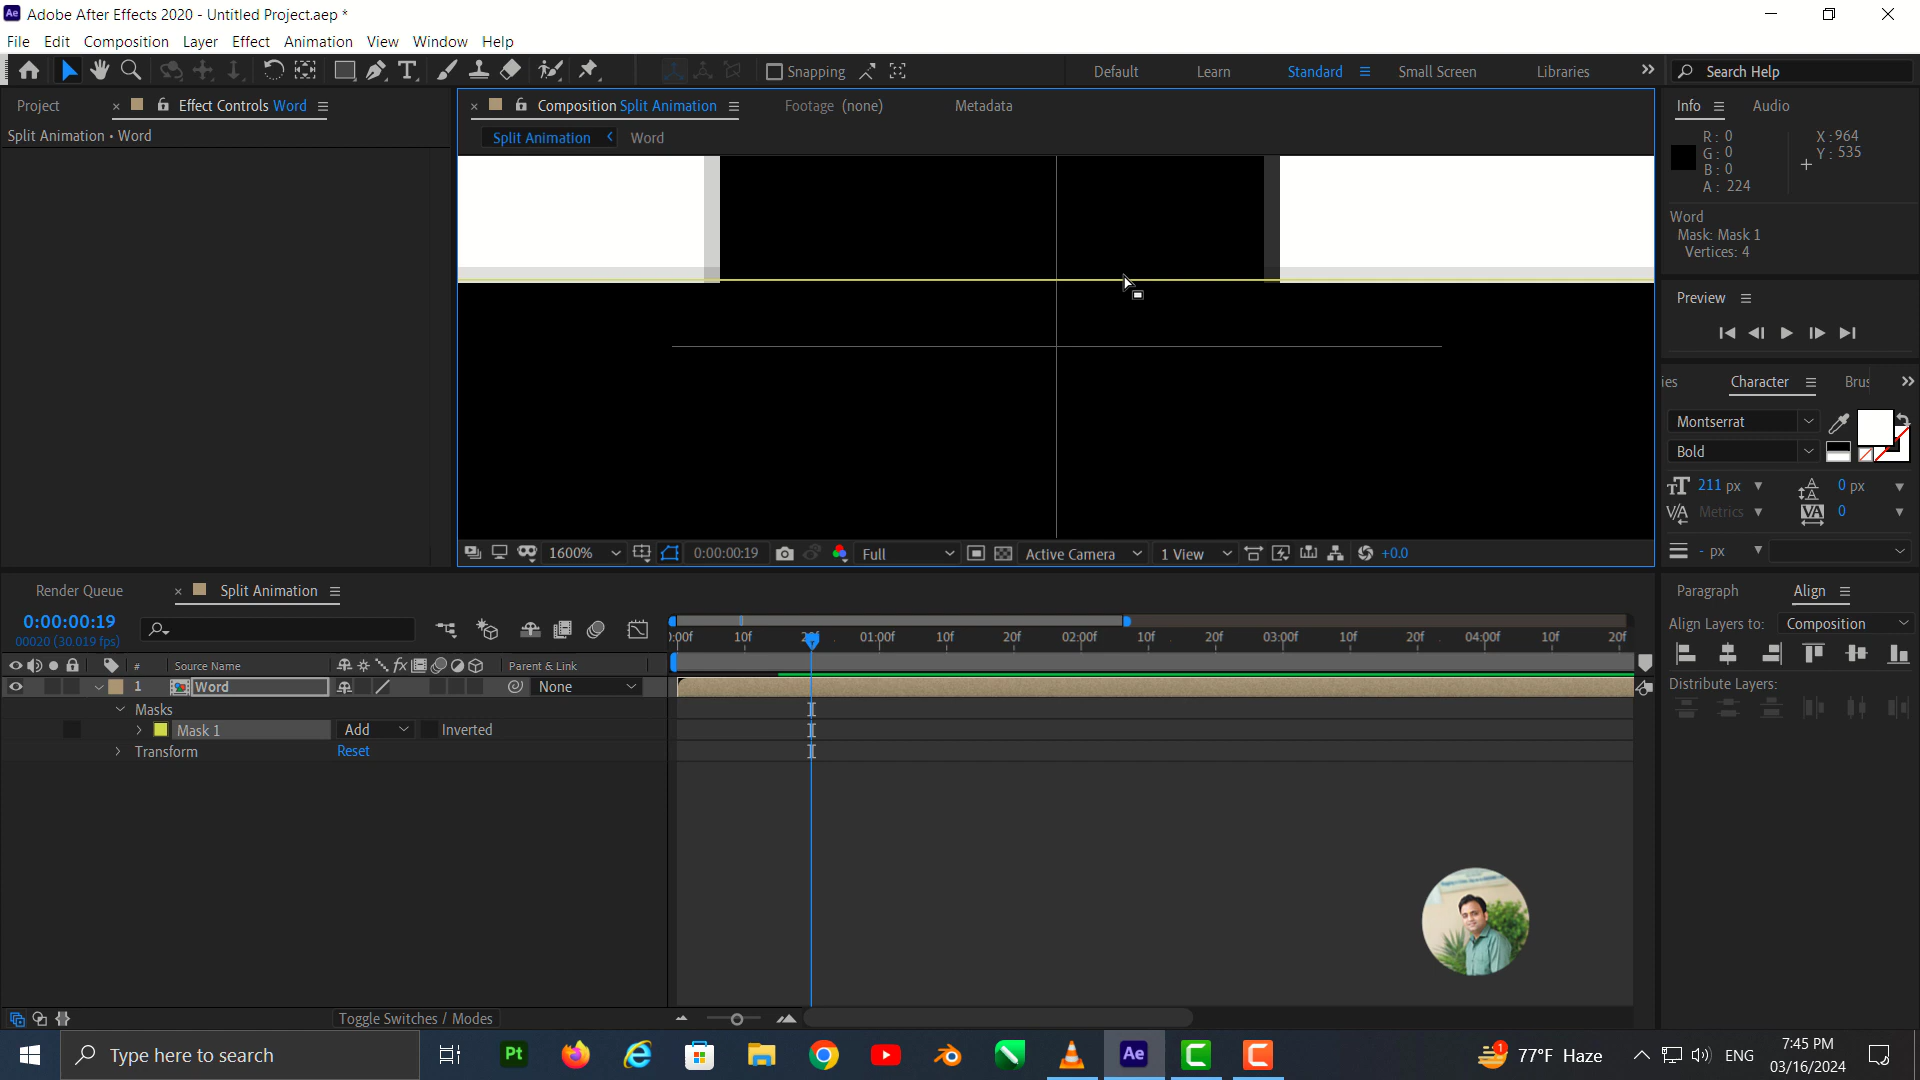 Adobe After Effects 2020 - Untitled Project.aep *
File Edit Composition Layer Effect Animation View Window Help
Snapping Default Learn Standard Small Screen Libraries Search Help
Project Effect Controls Word Composition Split Animation Footage (none) Metadata Info Audio
Split Animation • Word
Split Animation Word
R : 0 X : 964
G : 0 Y : 535
B : 0
A : 224
Word
Mask: Mask 1
Vertices: 4
Preview
ies Character Brus
Montserrat
Bold
211 px 0 px
Metrics 0
- px
1600% 0:00:00:19 Full Active Camera 1 View +0.0
Render Queue Split Animation Paragraph Align
0:00:00:19
00020 (30.019 fps)
Align Layers to: Composition
):00f 10f 20f 01:00f 10f 20f 02:00f 10f 20f 03:00f 10f 20f 04:00f 10f 20f
# Source Name Parent & Link
Distribute Layers:
1 Word None
Masks
Mask 1 Add Inverted
Transform Reset
Toggle Switches / Modes
Type here to search Pt Ae 1 77°F Haze ENG 7:45 PM
03/16/2024